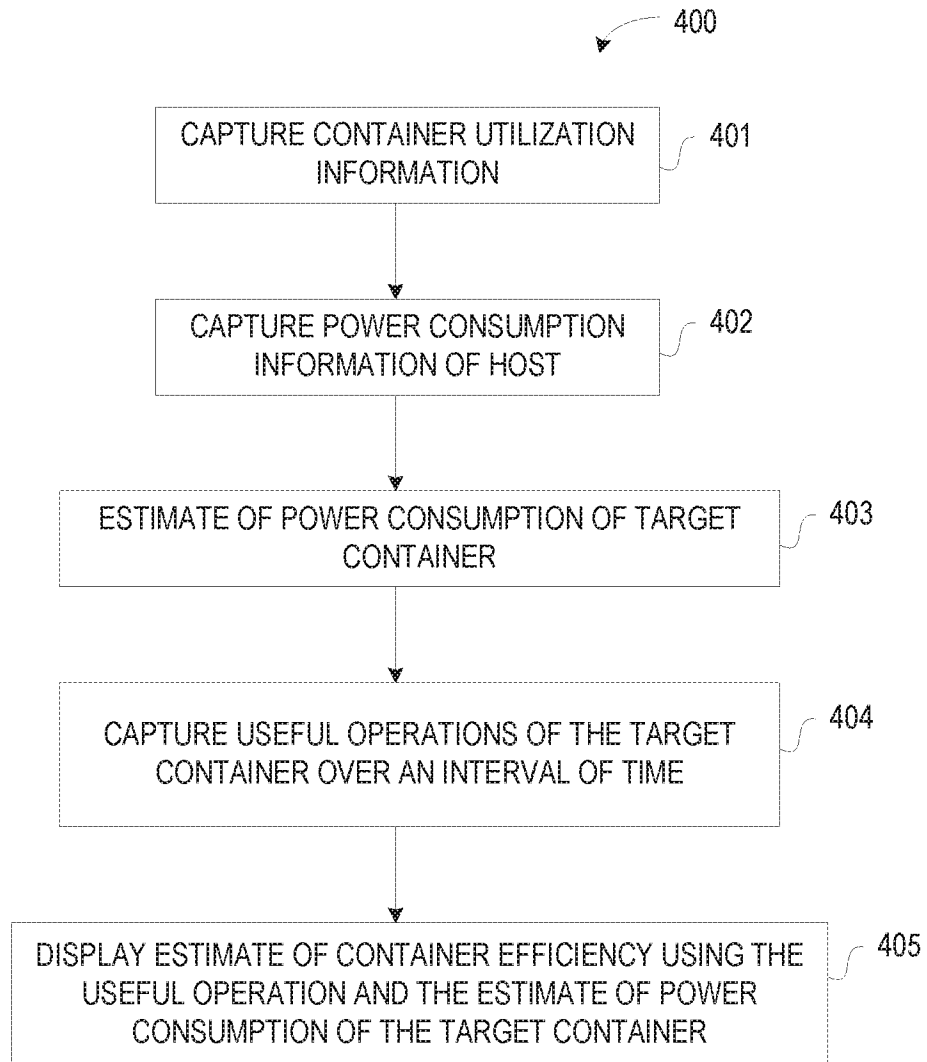 400
CAPTURE CONTAINER UTILIZATION
INFORMATION
401
CAPTURE POWER CONSUMPTION
INFORMATION OF HOST
402
ESTIMATE OF POWER CONSUMPTION OF TARGET
CONTAINER
403
CAPTURE USEFUL OPERATIONS OF THE TARGET
CONTAINER OVER AN INTERVAL OF TIME
404
DISPLAY ESTIMATE OF CONTAINER EFFICIENCY USING THE
USEFUL OPERATION AND THE ESTIMATE OF POWER
CONSUMPTION OF THE TARGET CONTAINER
405